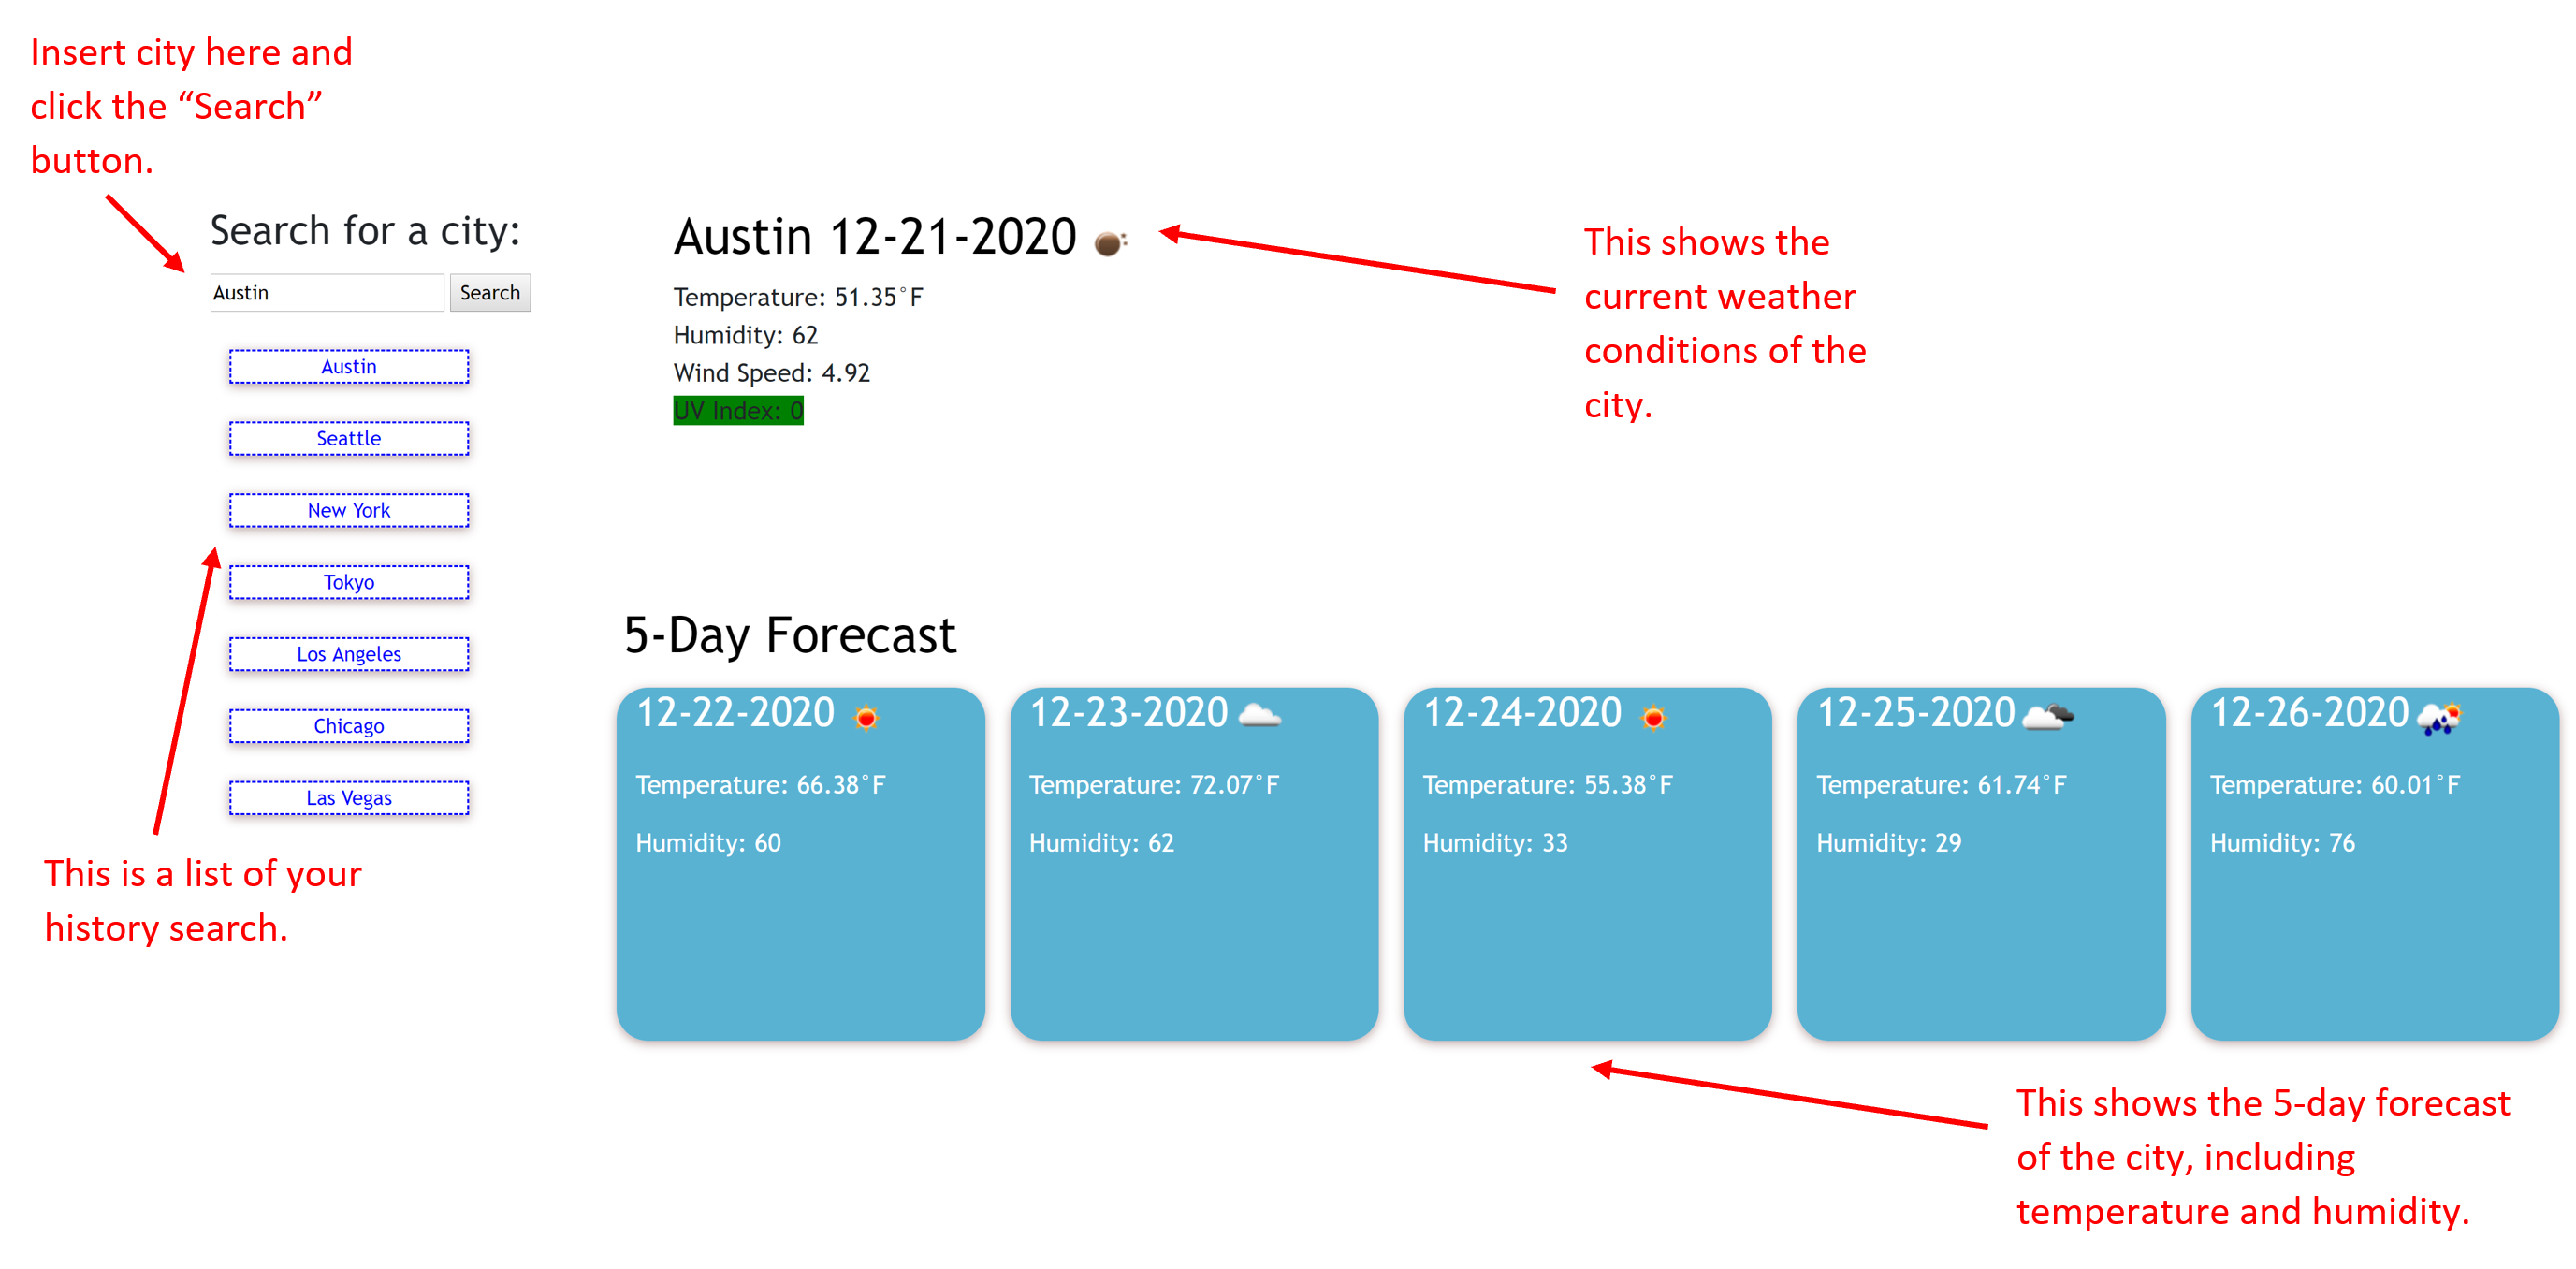 Insert city here and
click the “Search”
button.
Search for a city:
Austin Search
Austin
Seattle
New York
Tokyo
Los Angeles
Chicago
Las Vegas
This is a list of your
history search.
Austin 12-21-2020
Temperature: 51.35°F
Humidity: 62
Wind Speed: 4.92
UV Index: 0
This shows the
current weather
conditions of the
city.
5-Day Forecast
12-22-2020
Temperature: 66.38°F
Humidity: 60
12-23-2020
Temperature: 72.07°F
Humidity: 62
12-24-2020
Temperature: 55.38°F
Humidity: 33
12-25-2020
Temperature: 61.74°F
Humidity: 29
12-26-2020
Temperature: 60.01°F
Humidity: 76
This shows the 5-day forecast
of the city, including
temperature and humidity.